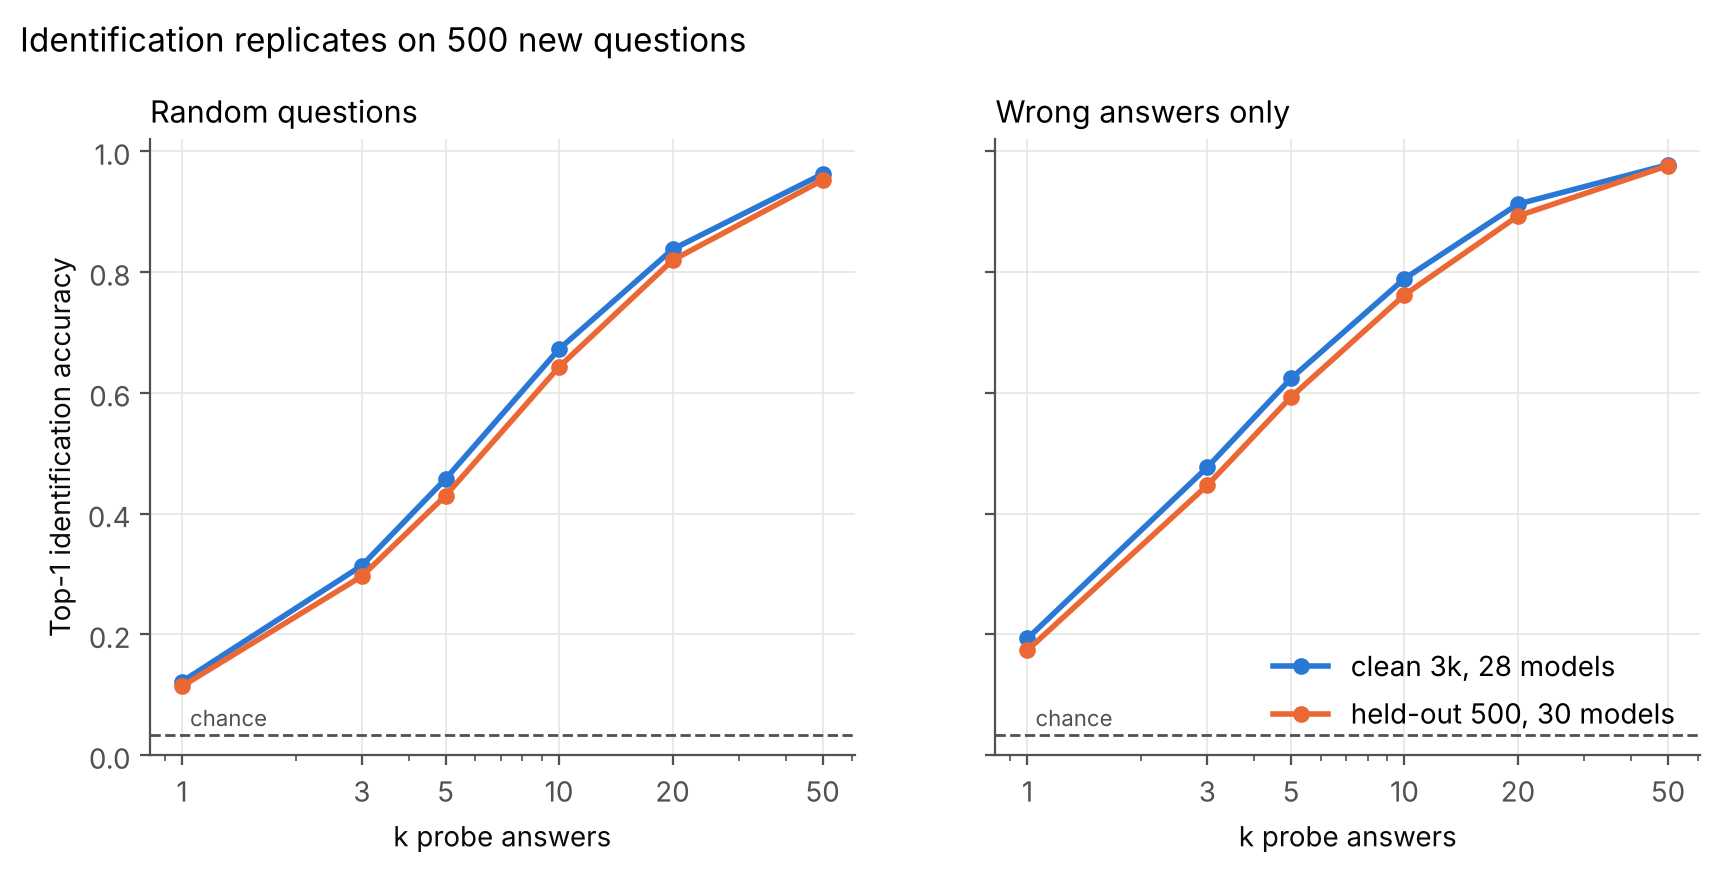 Identification replicates on 500 new questions
Random questions
Top-1 identification accuracy
1.0
0.8
0.6
0.4
0.2
0.0
chance
1 3 5 10 20 50
k probe answers
Wrong answers only
clean 3k, 28 models
held-out 500, 30 models
chance
1 3 5 10 20 50
k probe answers